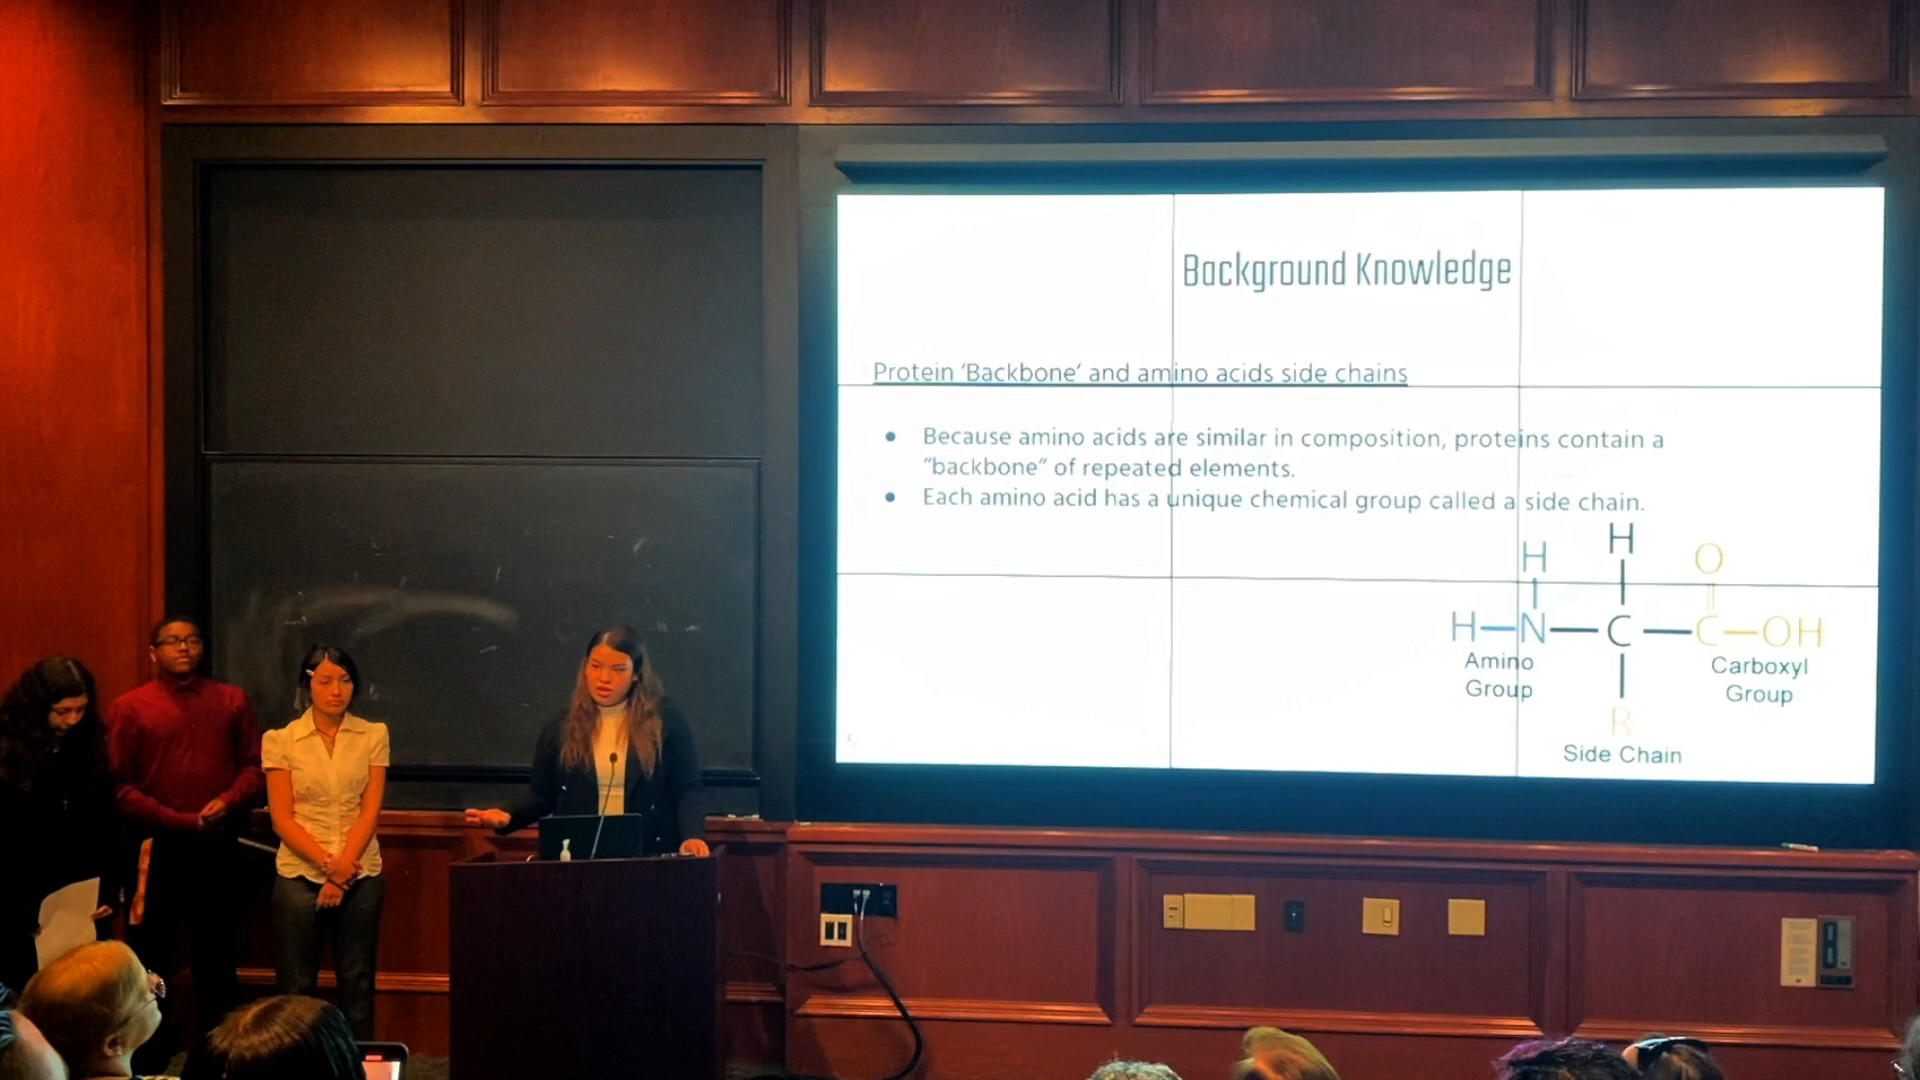 Background Knowledge
Protein ‘Backbone’ and amino acids side chains
● Because amino acids are similar in composition, proteins contain a
“backbone” of repeated elements.
● Each amino acid has a unique chemical group called a side chain.
H H O
H—N—C—C—OH
Amino
Group
Carboxyl
Group
R
Side Chain